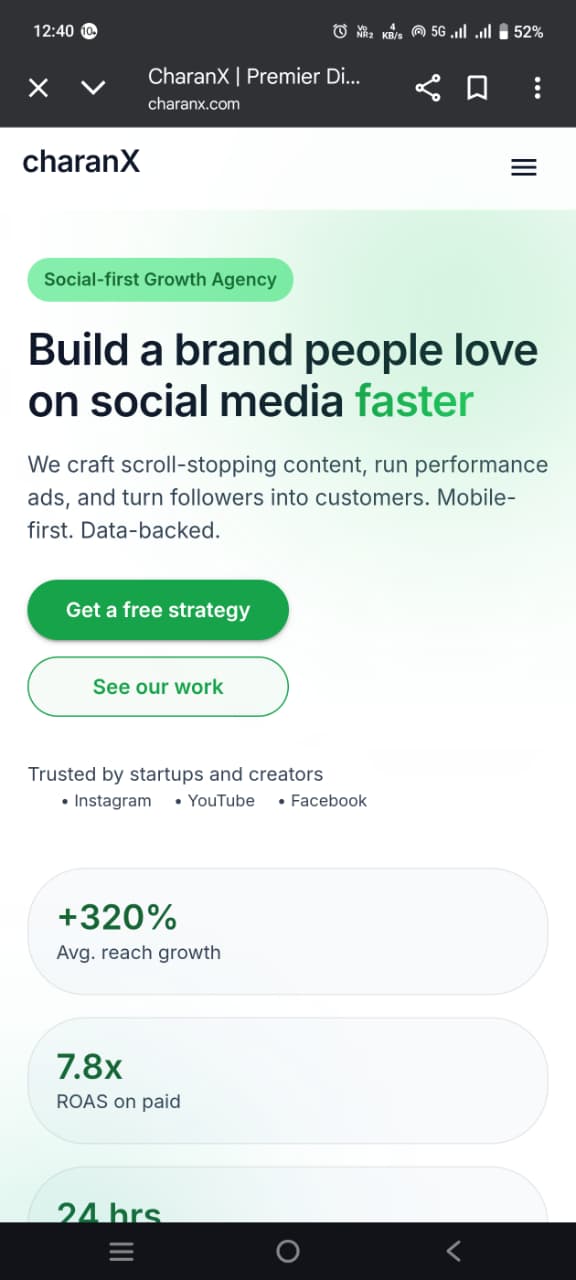 12:40
Vo NR2
4 KB/s
5G
52%
CharanX | Premier Di...
charanx.com
charanX
Social-first Growth Agency
Build a brand people love
on social media faster
We craft scroll-stopping content, run performance
ads, and turn followers into customers. Mobile-
first. Data-backed.
Get a free strategy
See our work
Trusted by startups and creators
• Instagram • YouTube • Facebook
+320%
Avg. reach growth
7.8x
ROAS on paid
24 hrs